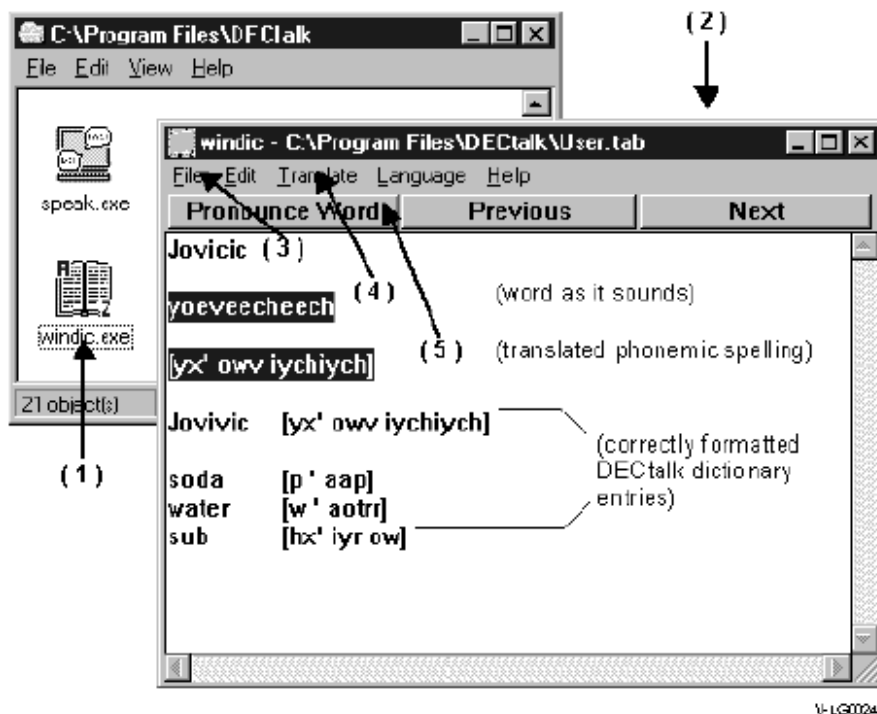 C:\Program Files\DECtalk
File Edit View Help
speak.exe
windic.exe
21 object(s)
(1)
(2)
windic - C:\Program Files\DECtalk\User.tab
File Edit Translate Language Help
Pronounce Word Previous Next
Jovicic (3)
yoeveecheech (4) (word as it sounds)
[yx' owv iychiych] (5) (translated phonemic spelling)
Jovivic [yx' owv iychiych]
(correctly formatted
DECtalk dictionary
entries)
soda [p ' aap]
water [w ' aotrr]
sub [hx' iyr ow]